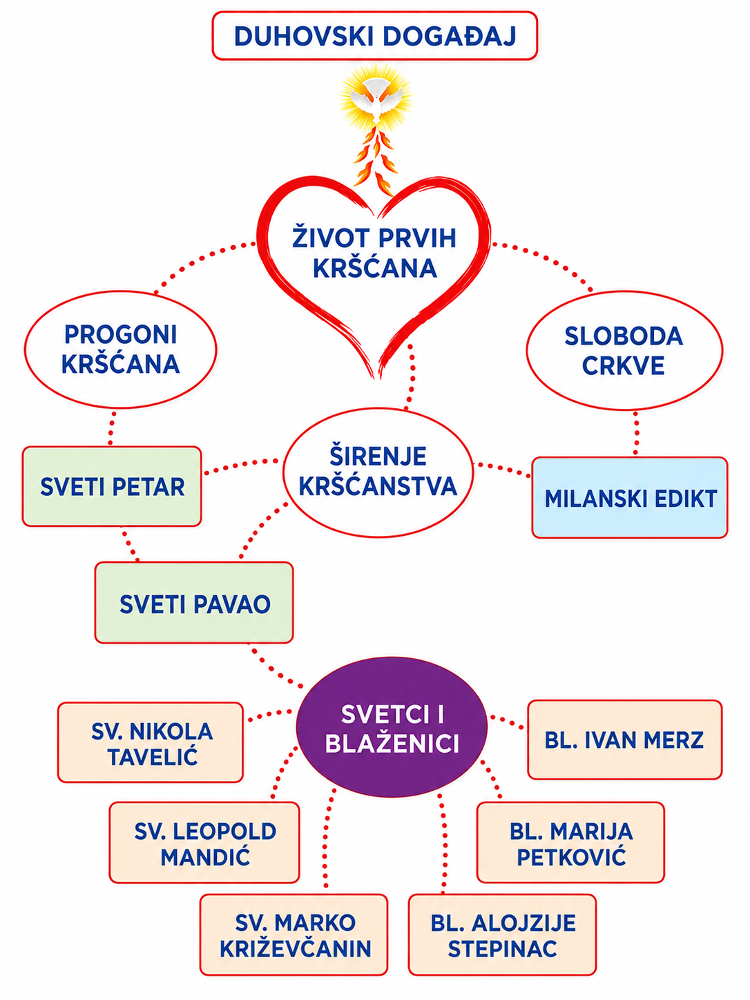 DUHOVSKI DOGAĐAJ
ŽIVOT PRVIH
KRŠĆANA
PROGONI
KRŠĆANA
SLOBODA
CRKVE
ŠIRENJE
KRŠĆANSTVA
SVETI PETAR
MILANSKI EDIKT
SVETI PAVAO
SVETCI I
BLAŽENICI
SV. NIKOLA
TAVELIĆ
BL. IVAN MERZ
SV. LEOPOLD
MANDIĆ
BL. MARIJA
PETKOVIĆ
SV. MARKO
KRIŽEVČANIN
BL. ALOJZIJE
STEPINAC